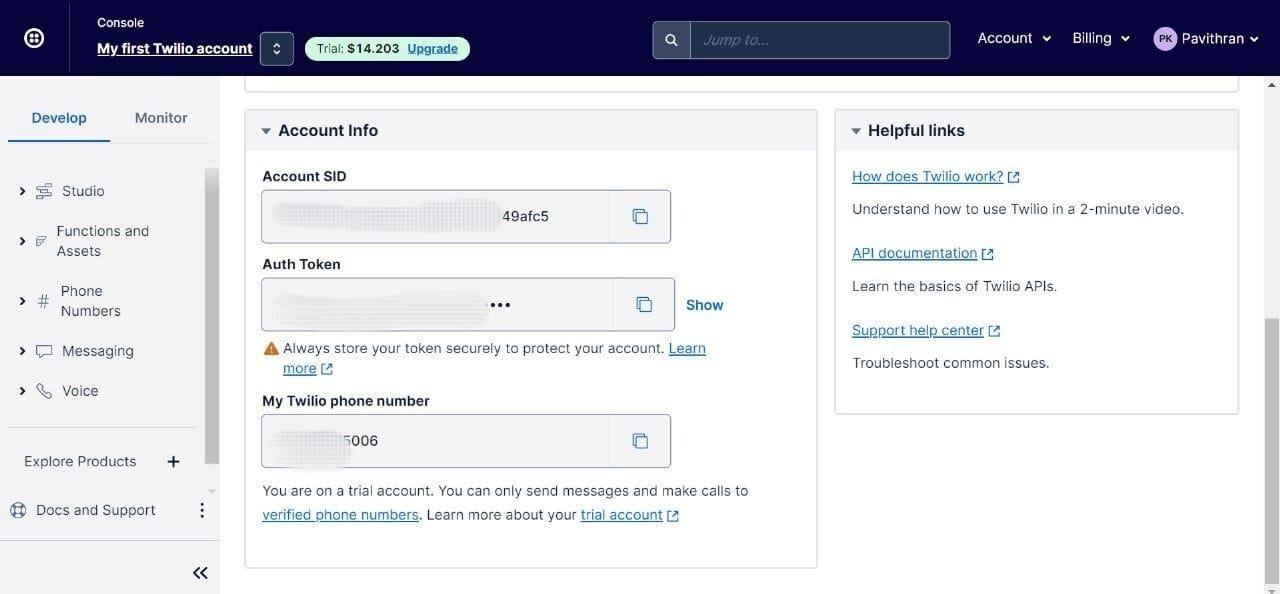 Console
My first Twilio account
Trial: $14.203 Upgrade
Jump to...
Account
Billing
PK Pavithran
Develop
Monitor
Studio
Functions and
Assets
Phone
Numbers
Messaging
Voice
Explore Products
Docs and Support
Account Info
Account SID
49afc5
Auth Token
Show
Always store your token securely to protect your account. Learn
more
My Twilio phone number
5006
You are on a trial account. You can only send messages and make calls to
verified phone numbers. Learn more about your trial account
Helpful links
How does Twilio work?
Understand how to use Twilio in a 2-minute video.
API documentation
Learn the basics of Twilio APIs.
Support help center
Troubleshoot common issues.